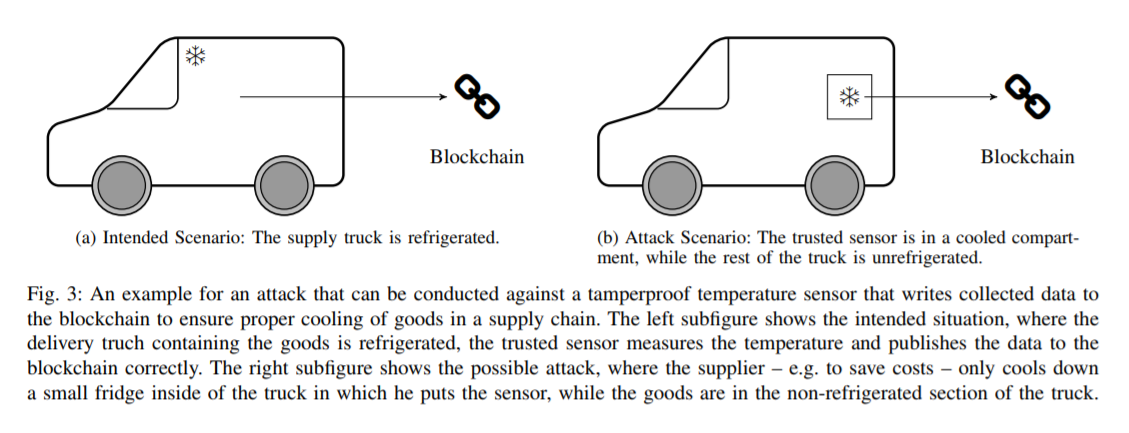 Blockchain
(a) Intended Scenario: The supply truck is refrigerated.
Blockchain
(b) Attack Scenario: The trusted sensor is in a cooled compart-
ment, while the rest of the truck is unrefrigerated.
Fig. 3: An example for an attack that can be conducted against a tamperproof temperature sensor that writes collected data to
the blockchain to ensure proper cooling of goods in a supply chain. The left subfigure shows the intended situation, where the
delivery truch containing the goods is refrigerated, the trusted sensor measures the temperature and publishes the data to the
blockchain correctly. The right subfigure shows the possible attack, where the supplier – e.g. to save costs – only cools down
a small fridge inside of the truck in which he puts the sensor, while the goods are in the non-refrigerated section of the truck.